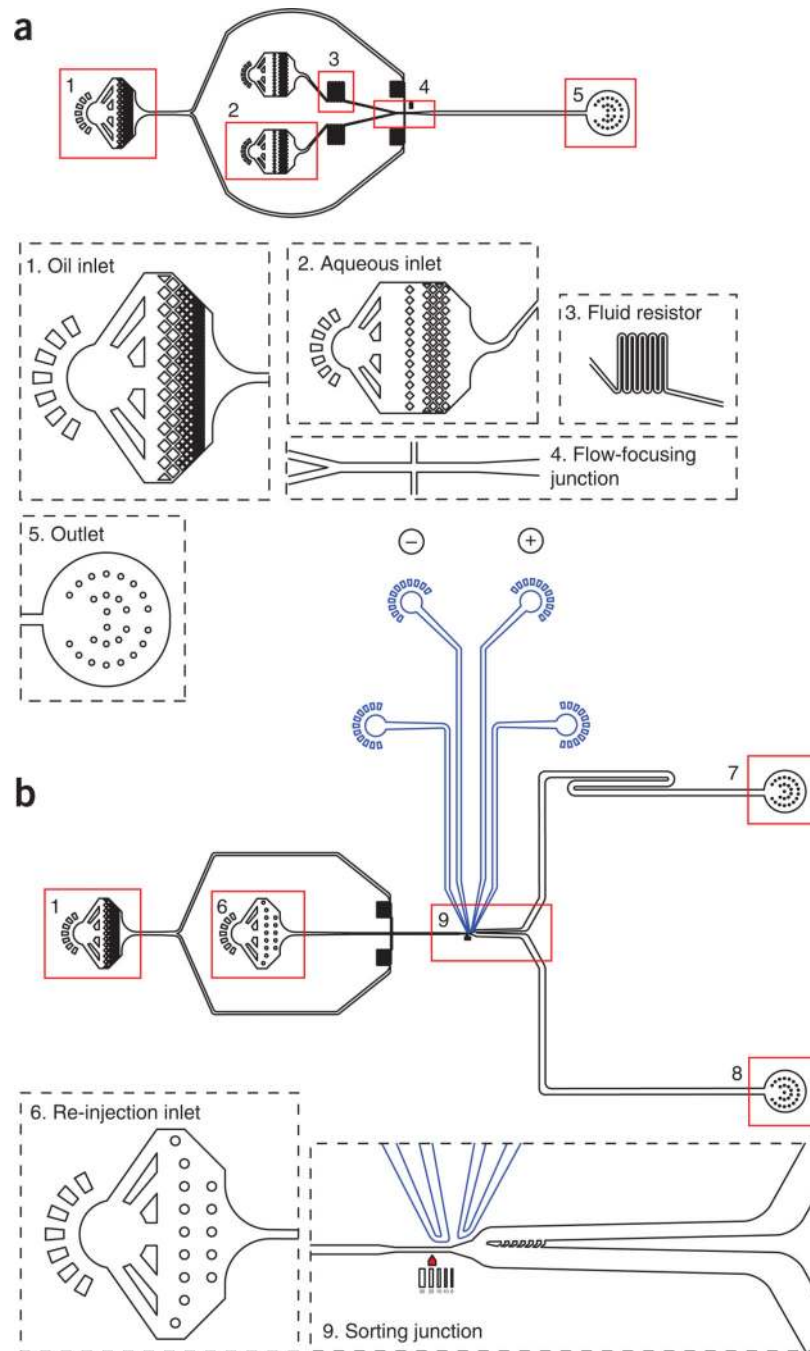 a
1
2
3
4
5
1. Oil inlet
2. Aqueous inlet
3. Fluid resistor
4. Flow-focusing
junction
5. Outlet
−
+
b
1
6
9
7
8
6. Re-injection inlet
9. Sorting junction